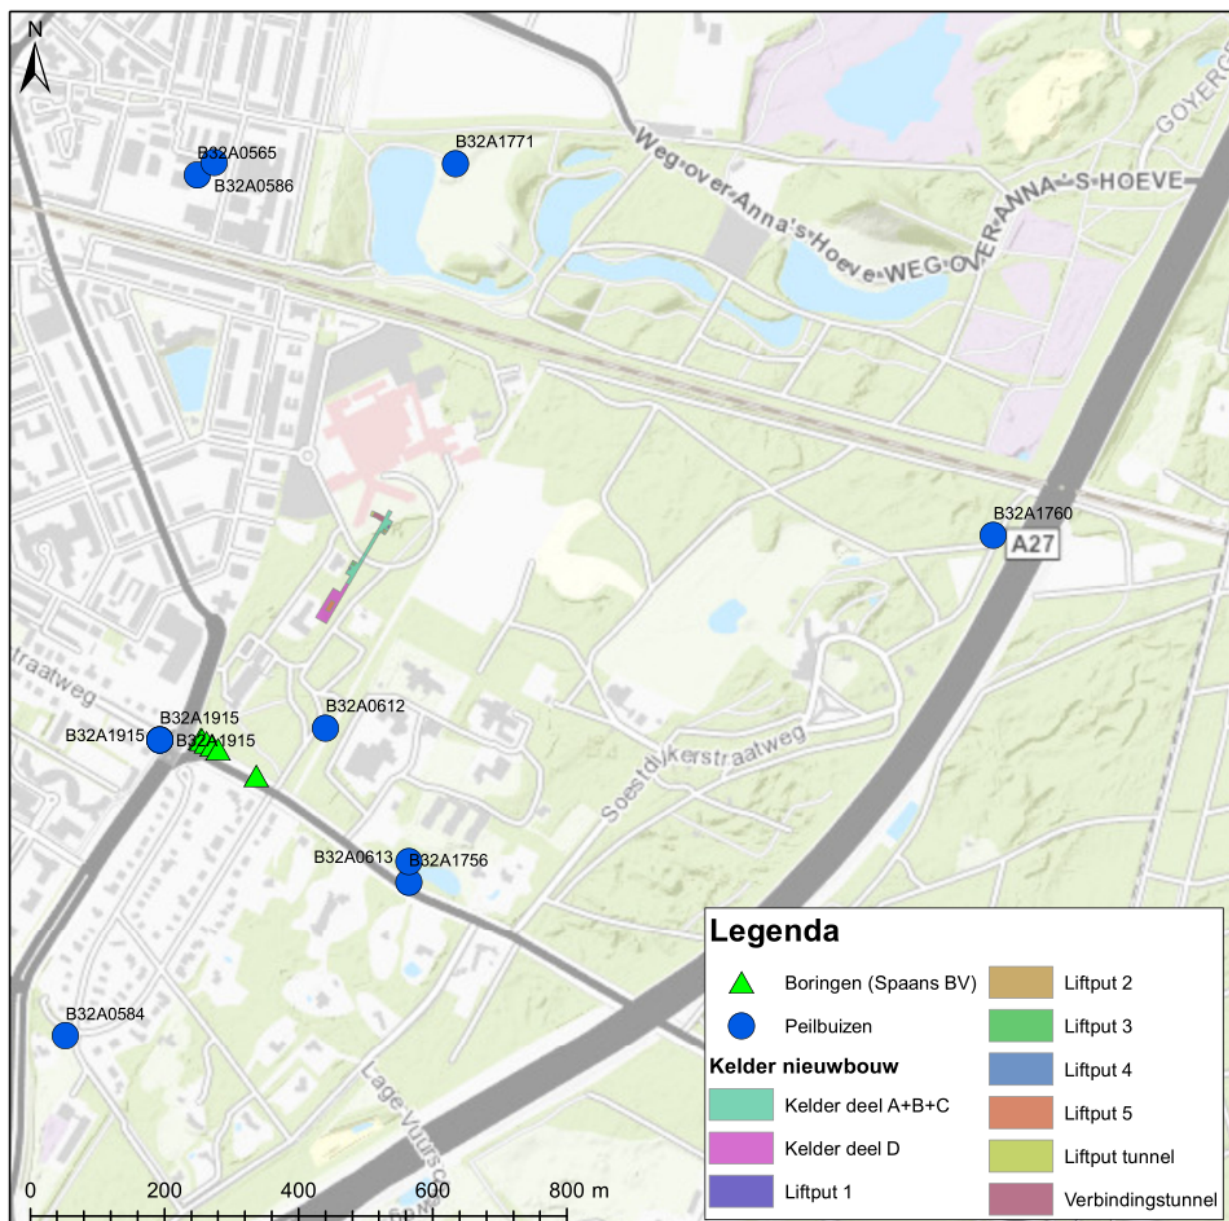 N
B32A0565
B32A0586
B32A1771
Weg over Anna's Hoeve
WEG OVER ANNA'S HOEVE
GOYERG
B32A1760
A27
straatweg
B32A1915
B32A1915
B32A1915
B32A0612
Soestdijkerstraatweg
B32A0613
B32A1756
B32A0584
Lage Vuursc
Legenda
Boringen (Spaans BV)
Peilbuizen
Kelder nieuwbouw
Kelder deel A+B+C
Kelder deel D
Liftput 1
Liftput 2
Liftput 3
Liftput 4
Liftput 5
Liftput tunnel
Verbindingstunnel
0 200 400 600 800 m